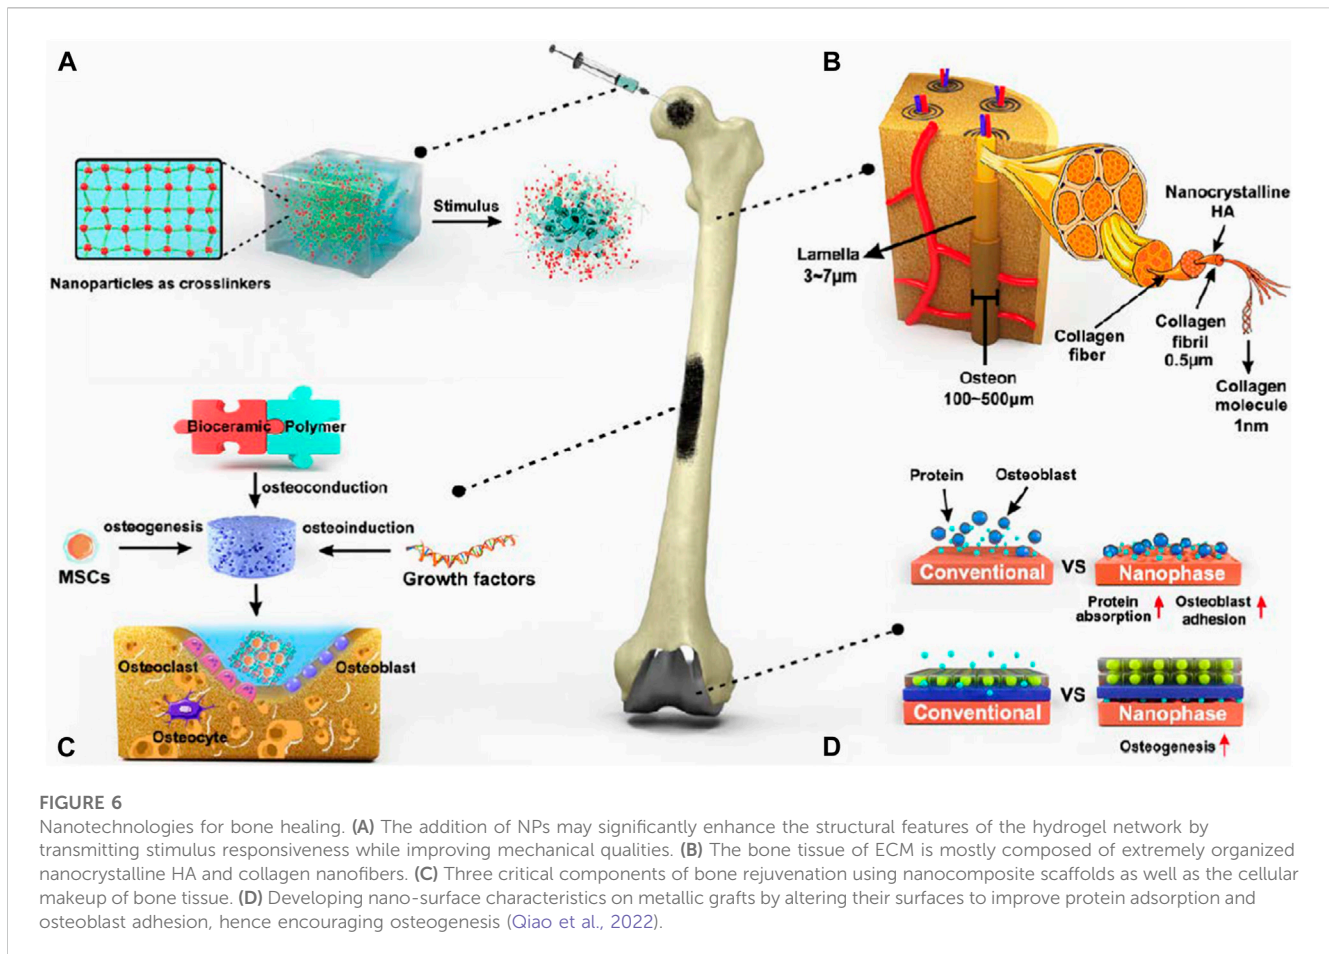 A
Stimulus
Nanoparticles as crosslinkers
B
Nanocrystalline
HA
Lamella
3~7µm
Collagen
fiber
Collagen
fibril
0.5µm
Osteon
100~500µm
Collagen
molecule
1nm
Bioceramic Polymer
osteoconduction
osteogenesis
osteoinduction
MSCs
Growth factors
Osteoclast
Osteoblast
Osteocyte
C
Protein
Osteoblast
Conventional
VS
Nanophase
Protein
absorption
Osteoblast
adhesion
Conventional
VS
Nanophase
Osteogenesis
D
FIGURE 6
Nanotechnologies for bone healing. (A) The addition of NPs may significantly enhance the structural features of the hydrogel network by
transmitting stimulus responsiveness while improving mechanical qualities. (B) The bone tissue of ECM is mostly composed of extremely organized
nanocrystalline HA and collagen nanofibers. (C) Three critical components of bone rejuvenation using nanocomposite scaffolds as well as the cellular
makeup of bone tissue. (D) Developing nano-surface characteristics on metallic grafts by altering their surfaces to improve protein adsorption and
osteoblast adhesion, hence encouraging osteogenesis (Qiao et al., 2022).